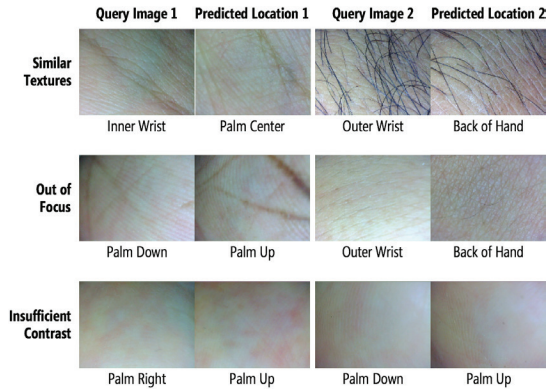 Query Image 1 Predicted Location 1 Query Image 2 Predicted Location 2
Similar
Textures
Inner Wrist Palm Center Outer Wrist Back of Hand
Out of
Focus
Palm Down Palm Up Outer Wrist Back of Hand
Insufficient
Contrast
Palm Right Palm Up Palm Down Palm Up